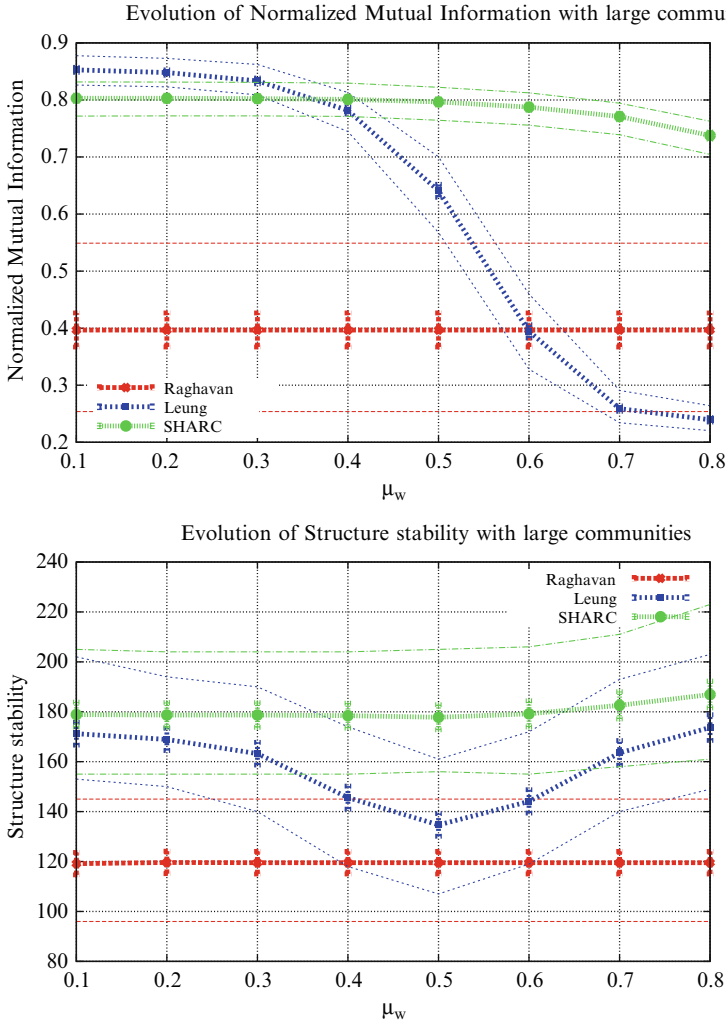 Evolution of Normalized Mutual Information with large commu
0.9
0.8
0.7
0.6
0.5
0.4
0.3
0.2
Normalized Mutual Information
Raghavan
Leung
SHARC
0.1 0.2 0.3 0.4 0.5 0.6 0.7 0.8
μw
Evolution of Structure stability with large communities
240
220
200
180
160
140
120
100
80
Structure stability
Raghavan
Leung
SHARC
0.1 0.2 0.3 0.4 0.5 0.6 0.7 0.8
μw